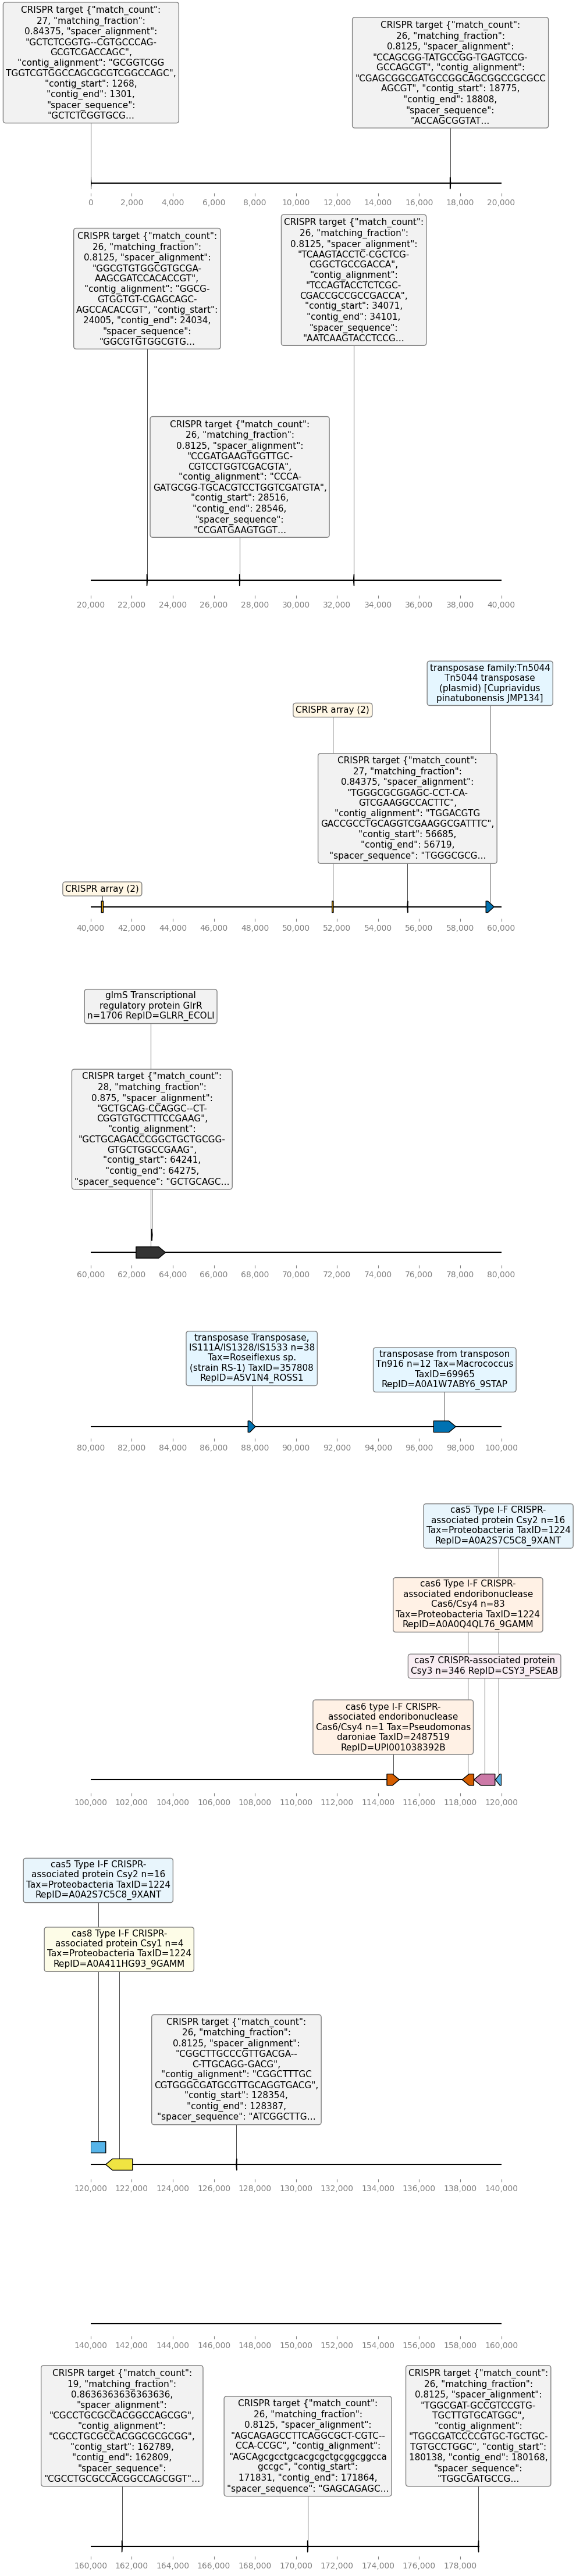 CRISPR target {"match_count":
27, "matching_fraction":
0.84375, "spacer_alignment":
"GCTCTCGGTG--CGTGCCCAG-
GCGTCGACCAGC",
"contig_alignment": "GCGGTCGG
TGGTCGTGGCCAGCGCGTCGGCCAGC",
"contig_start": 1268,
"contig_end": 1301,
"spacer_sequence":
"GCTCTCGGTGCG...
CRISPR target {"match_count":
26, "matching_fraction":
0.8125, "spacer_alignment":
"CCAGCGG-TATGCCGG-TGAGTCCG-
GCCAGCGT", "contig_alignment":
"CGAGCGGCGATGCCGGCAGCGGCCGCGCC
AGCGT", "contig_start": 18775,
"contig_end": 18808,
"spacer_sequence":
"ACCAGCGGTAT...
0 2,000 4,000 6,000 8,000 10,000 12,000 14,000 16,000 18,000 20,000
CRISPR target {"match_count":
26, "matching_fraction":
0.8125, "spacer_alignment":
"GGCGTGTGGCGTGCGA-
AAGCGATCCACACCGT",
"contig_alignment": "GGCG-
GTGGTGT-CGAGCAGC-
AGCCACACCGT", "contig_start":
24005, "contig_end": 24034,
"spacer_sequence":
"GGCGTGTGGCGTG...
CRISPR target {"match_count":
26, "matching_fraction":
0.8125, "spacer_alignment":
"TCAAGTACCTC-CGCTCG-
CGGCTGCCGACCA",
"contig_alignment":
"TCCAGTACCTCTCGC-
CGACCGCCGCCGACCA",
"contig_start": 34071,
"contig_end": 34101,
"spacer_sequence":
"AATCAAGTACCTCCG...
CRISPR target {"match_count":
26, "matching_fraction":
0.8125, "spacer_alignment":
"CCGATGAAGTGGTTGC-
CGTCCTGGTCGACGTA",
"contig_alignment": "CCCA-
GATGCGG-TGCACGTCCTGGTCGATGTA",
"contig_start": 28516,
"contig_end": 28546,
"spacer_sequence":
"CCGATGAAGTGGT...
20,000 22,000 24,000 26,000 28,000 30,000 32,000 34,000 36,000 38,000 40,000
transposase family:Tn5044
Tn5044 transposase
(plasmid) [Cupriavidus
pinatubonensis JMP134]
CRISPR array (2)
CRISPR target {"match_count":
27, "matching_fraction":
0.84375, "spacer_alignment":
"TGGGCGCGGAGC-CCT-CA-
GTCGAAGGCCACTTC",
"contig_alignment": "TGGACGTG
GACCGCCTGCAGGTCGAAGGCGATTTC",
"contig_start": 56685,
"contig_end": 56719,
"spacer_sequence": "TGGGCGCG...
CRISPR array (2)
40,000 42,000 44,000 46,000 48,000 50,000 52,000 54,000 56,000 58,000 60,000
glmS Transcriptional
regulatory protein GlrR
n=1706 RepID=GLRR_ECOLI
CRISPR target {"match_count":
28, "matching_fraction":
0.875, "spacer_alignment":
"GCTGCAG-CCAGGC--CT-
CGGTGTGCTTTCCGAAG",
"contig_alignment":
"GCTGCAGACCCGGCTGCTGCGG-
GTGCTGGCCGAAG",
"contig_start": 64241,
"contig_end": 64275,
"spacer_sequence": "GCTGCAGC...
60,000 62,000 64,000 66,000 68,000 70,000 72,000 74,000 76,000 78,000 80,000
transposase Transposase,
IS111A/IS1328/IS1533 n=38
Tax=Roseiflexus sp.
(strain RS-1) TaxID=357808
RepID=A5V1N4_ROSS1
transposase from transposon
Tn916 n=12 Tax=Macrococcus
TaxID=69965
RepID=A0A1W7ABY6_9STAP
80,000 82,000 84,000 86,000 88,000 90,000 92,000 94,000 96,000 98,000 100,000
cas5 Type I-F CRISPR-
associated protein Csy2 n=16
Tax=Proteobacteria TaxID=1224
RepID=A0A2S7C5C8_9XANT
cas6 Type I-F CRISPR-
associated endoribonuclease
Cas6/Csy4 n=83
Tax=Proteobacteria TaxID=1224
RepID=A0A0Q4QL76_9GAMM
cas7 CRISPR-associated protein
Csy3 n=346 RepID=CSY3_PSEAB
cas6 type I-F CRISPR-
associated endoribonuclease
Cas6/Csy4 n=1 Tax=Pseudomonas
daroniae TaxID=2487519
RepID=UPI001038392B
100,000 102,000 104,000 106,000 108,000 110,000 112,000 114,000 116,000 118,000 120,000
cas5 Type I-F CRISPR-
associated protein Csy2 n=16
Tax=Proteobacteria TaxID=1224
RepID=A0A2S7C5C8_9XANT
cas8 Type I-F CRISPR-
associated protein Csy1 n=4
Tax=Proteobacteria TaxID=1224
RepID=A0A411HG93_9GAMM
CRISPR target {"match_count":
26, "matching_fraction":
0.8125, "spacer_alignment":
"CGGCTTGCCCGTTGACGA--
C-TTGCAGG-GACG",
"contig_alignment": "CGGCTTTGC
CGTGGGCGATGCGTTGCAGGTGACG",
"contig_start": 128354,
"contig_end": 128387,
"spacer_sequence": "ATCGGCTTG...
120,000 122,000 124,000 126,000 128,000 130,000 132,000 134,000 136,000 138,000 140,000
140,000 142,000 144,000 146,000 148,000 150,000 152,000 154,000 156,000 158,000 160,000
CRISPR target {"match_count":
19, "matching_fraction":
0.8636363636363636,
"spacer_alignment":
"CGCCTGCGCCACGGCCAGCGG",
"contig_alignment":
"CGCCTGCGCCACGGCGCGCGG",
"contig_start": 162789,
"contig_end": 162809,
"spacer_sequence":
"CGCCTGCGCCACGGCCAGCGGT"...
CRISPR target {"match_count":
26, "matching_fraction":
0.8125, "spacer_alignment":
"AGCAGAGCCTTCAGGCGCT-CGTC--
CCA-CCGC", "contig_alignment":
"AGCAgcgcctgcacgcgctgcggcggcca
gccgc", "contig_start":
171831, "contig_end": 171864,
"spacer_sequence": "GAGCAGAGC...
CRISPR target {"match_count":
26, "matching_fraction":
0.8125, "spacer_alignment":
"TGGCGAT-GCCGTCCGTG-
TGCTTGTGCATGGC",
"contig_alignment":
"TGGCGATCCCCGTGC-TGCTGC-
TGTGCCTGGC", "contig_start":
180138, "contig_end": 180168,
"spacer_sequence":
"TGGCGATGCCG...
160,000 162,000 164,000 166,000 168,000 170,000 172,000 174,000 176,000 178,000